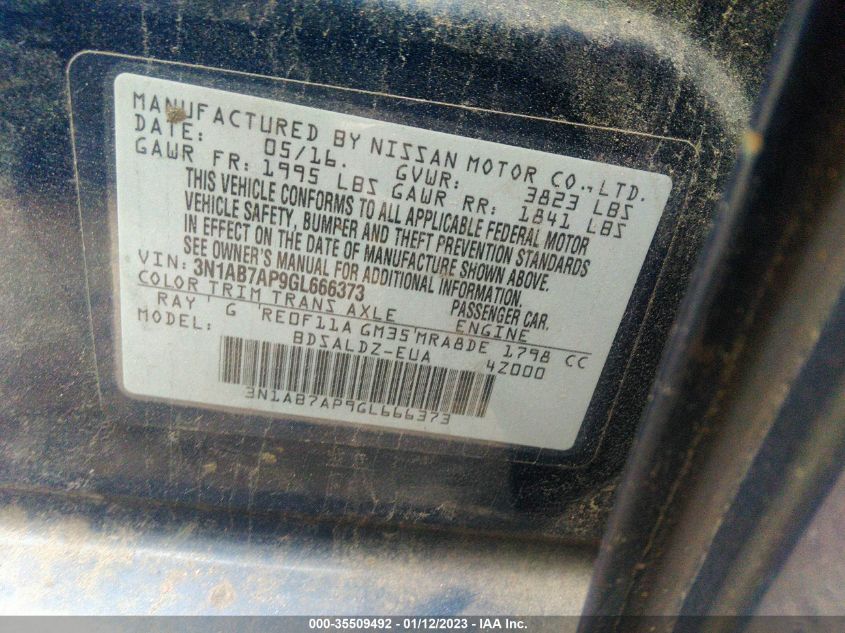 MANUFACTURED BY NISSAN MOTOR CO.,LTD.
DATE: 05/16. GVWR: 3823 LBS
GAWR FR: 1995 LBS GAWR RR: 1841 LBS
THIS VEHICLE CONFORMS TO ALL APPLICABLE FEDERAL MOTOR
VEHICLE SAFETY, BUMPER AND THEFT PREVENTION STANDARDS
IN EFFECT ON THE DATE OF MANUFACTURE SHOWN ABOVE.
SEE OWNER'S MANUAL FOR ADDITIONAL INFORMATION.
VIN: 3N1AB7AP9GL666373 PASSENGER CAR.
COLOR TRIM TRANS AXLE ENGINE
RAY G RE0F11A GM35 MRA8DE 1798 CC
MODEL: BDSALDZ-EUA 4Z000
3N1AB7AP9GL666373
000-35509492 - 01/12/2023 - IAA Inc.